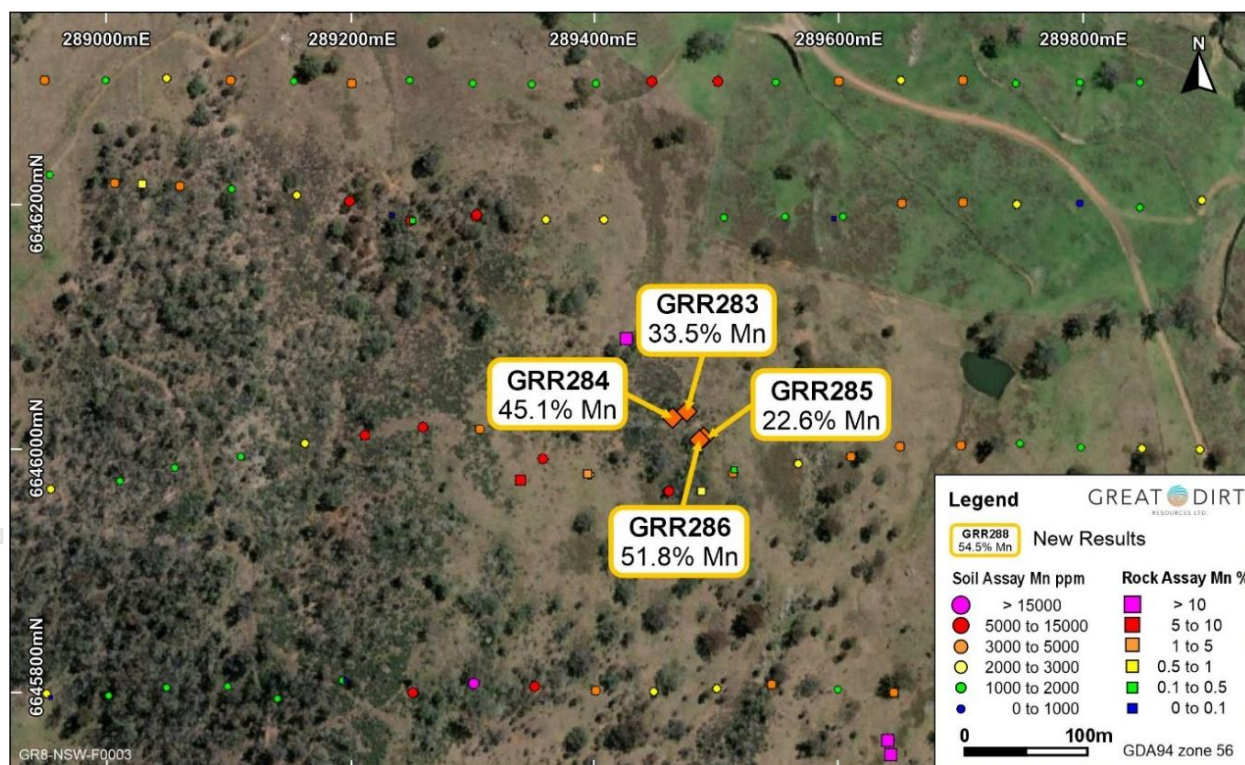 289000mE
289200mE
289400mE
289600mE
289800mE
N
6646200mN
6646000mN
6645800mN
GRR283
33.5% Mn
GRR284
45.1% Mn
GRR285
22.6% Mn
GRR286
51.8% Mn
Legend
GREAT DIRT
RESOURCES LTD.
GRR288
54.5% Mn
New Results
Soil Assay Mn ppm
> 15000
5000 to 15000
3000 to 5000
2000 to 3000
1000 to 2000
0 to 1000
Rock Assay Mn %
> 10
5 to 10
1 to 5
0.5 to 1
0.1 to 0.5
0 to 0.1
0
100m
GDA94 zone 56
GR8-NSW-F0003